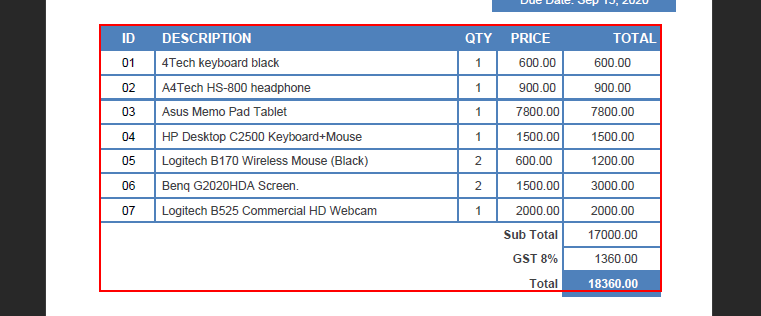 Due Date: Sep 15, 2020
ID DESCRIPTION QTY PRICE TOTAL
01 4Tech keyboard black 1 600.00 600.00
02 A4Tech HS-800 headphone 1 900.00 900.00
03 Asus Memo Pad Tablet 1 7800.00 7800.00
04 HP Desktop C2500 Keyboard+Mouse 1 1500.00 1500.00
05 Logitech B170 Wireless Mouse (Black) 2 600.00 1200.00
06 Benq G2020HDA Screen. 2 1500.00 3000.00
07 Logitech B525 Commercial HD Webcam 1 2000.00 2000.00
Sub Total 17000.00
GST 8% 1360.00
Total 18360.00